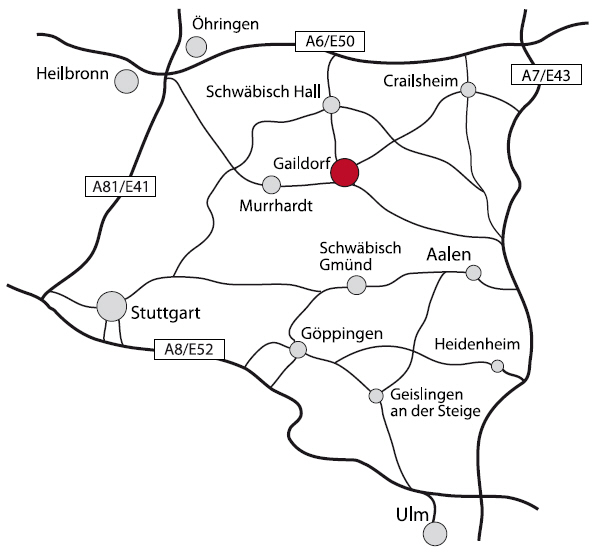 Öhringen
A6/E50
Heilbronn
Crailsheim
A7/E43
Schwäbisch Hall
Gaildorf
A81/E41
Murrhardt
Schwäbisch
Gmünd
Aalen
Stuttgart
Göppingen
A8/E52
Heidenheim
Geislingen
an der Steige
Ulm